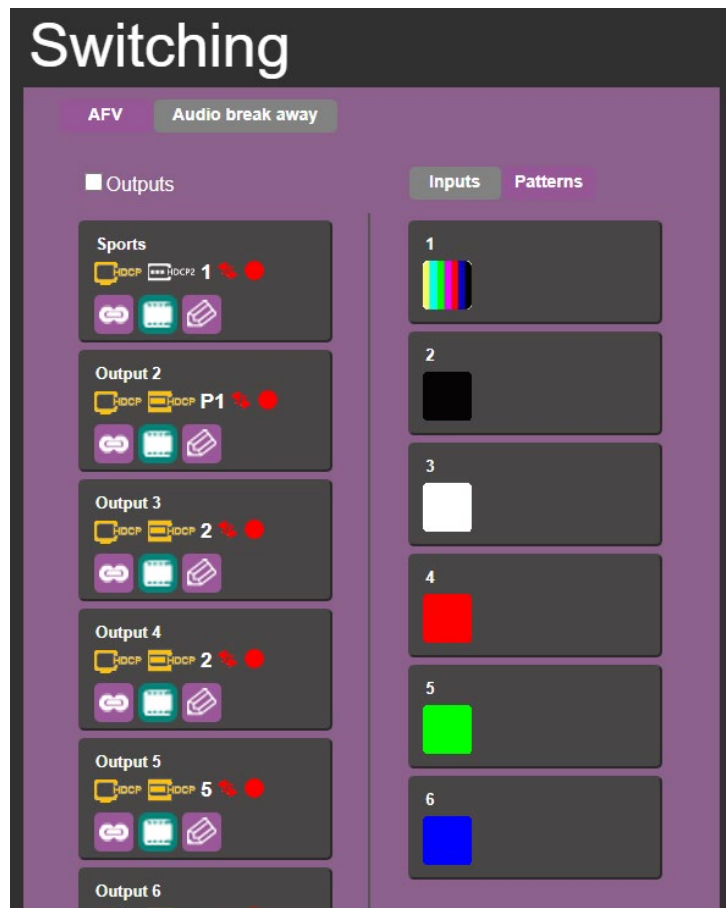 Switching
AFV Audio break away
Outputs
Inputs Patterns
Sports
HDCP HDCP2 1
Output 2
HDCP HDCP P1
Output 3
HDCP HDCP 2
Output 4
HDCP HDCP 2
Output 5
HDCP HDCP 5
Output 6
1
2
3
4
5
6